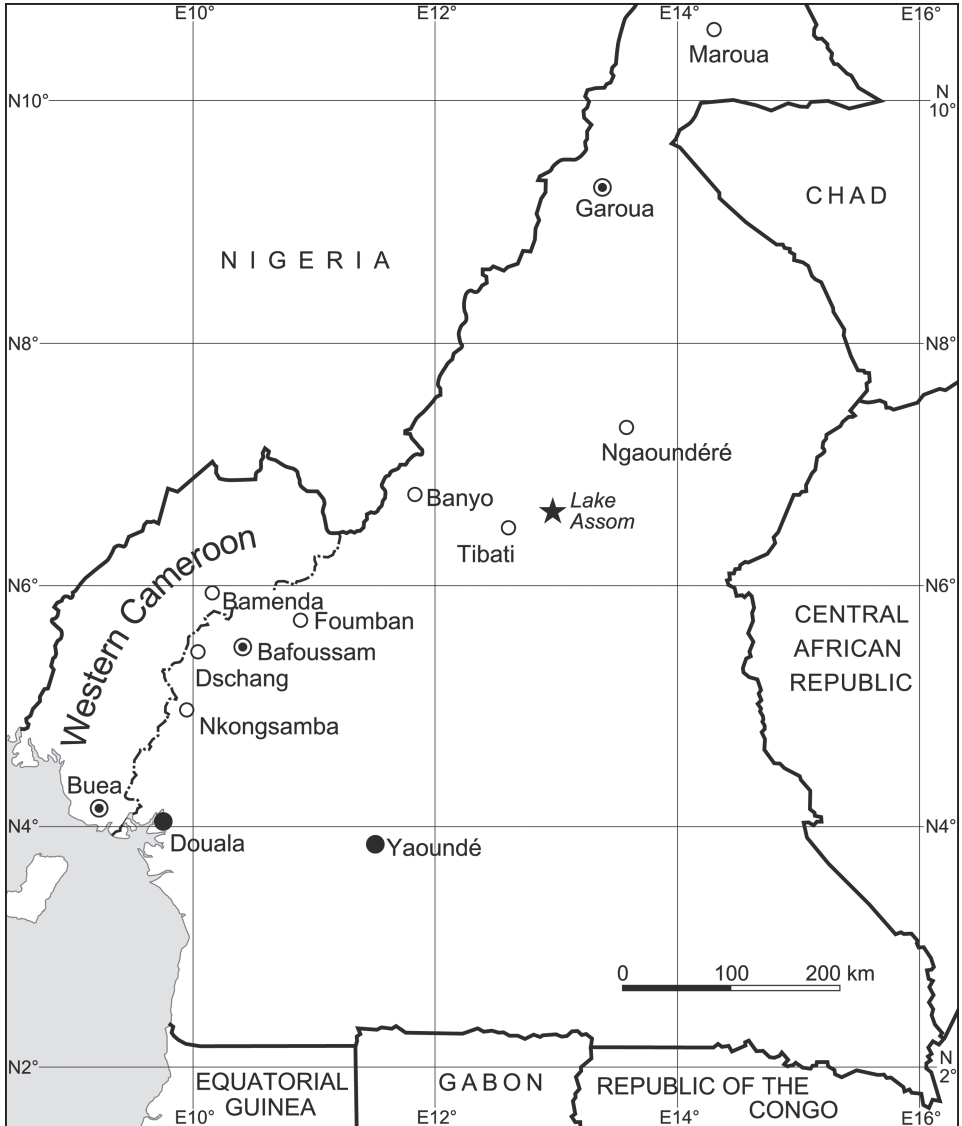 E10° E12° E14° E16°
Maroua
N10°
N
10°
CHAD
Garoua
NIGERIA
N8° N8°
Ngaoundéré
Banyo
Lake
Assom
Tibati
Western Cameroon
N6° N6°
Bamenda
Foumban
CENTRAL
AFRICAN
REPUBLIC
Bafoussam
Dschang
Nkongsamba
Buea
N4° N4°
Douala
Yaoundé
0 100 200 km
N2°
N
2°
EQUATORIAL
GUINEA
GABON
REPUBLIC OF THE
CONGO
E10° E12° E14° E16°